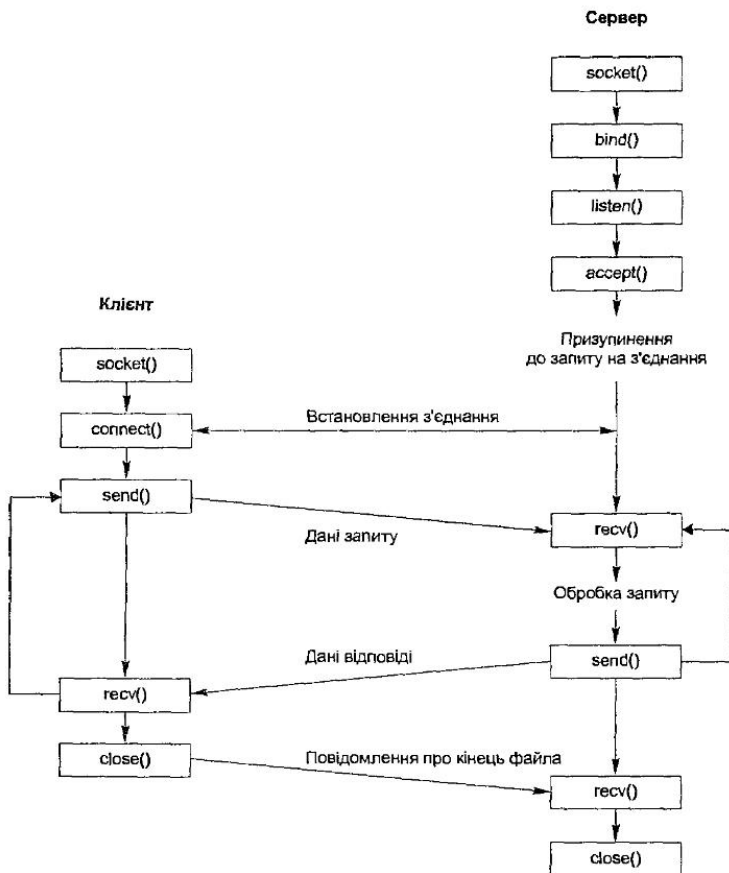 Сервер
socket()
bind()
listen()
accept()
Призупинення
до запиту на з'єднання
Клієнт
socket()
connect()
Встановлення з'єднання
send()
Дані запиту
recv()
Обробка запиту
Дані відповіді
send()
recv()
close()
Повідомлення про кінець файла
recv()
close()